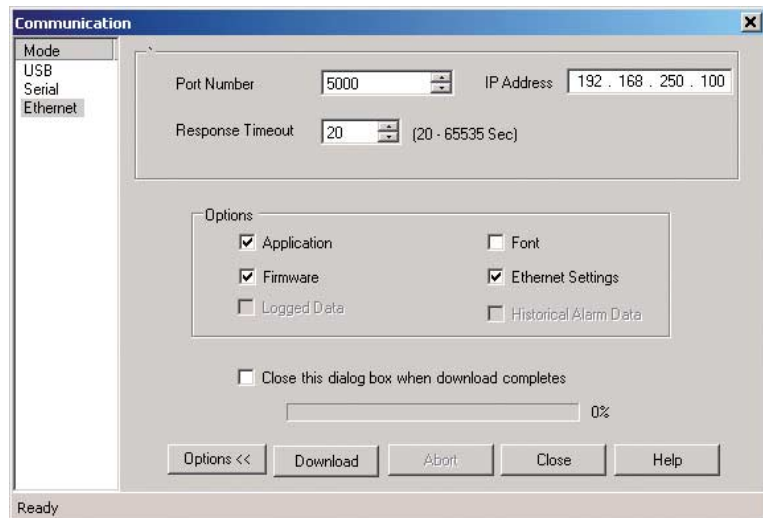 Communication
Mode
USB
Serial
Ethernet
Port Number 5000 IP Address 192 . 168 . 250 . 100
Response Timeout 20 (20 - 65535 Sec)
Options
Application Font
Firmware Ethernet Settings
Logged Data Historical Alarm Data
Close this dialog box when download completes
0%
Options << Download Abort Close Help
Ready